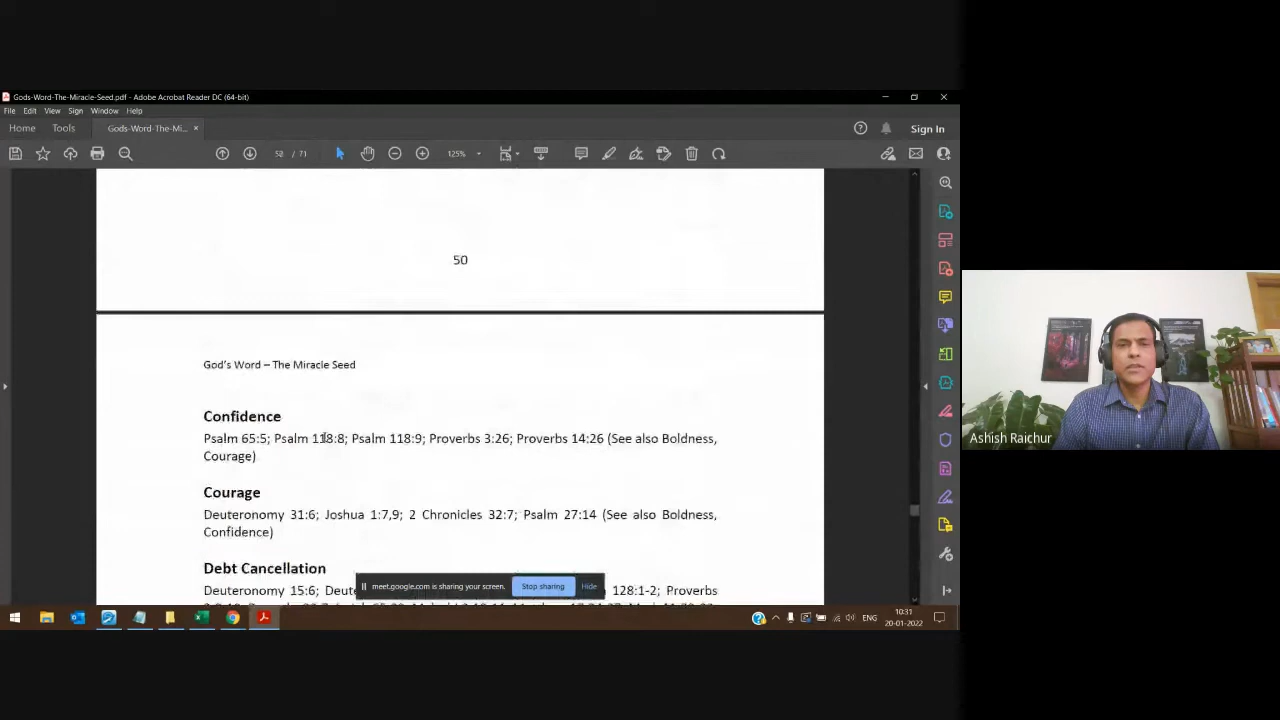 Gods-Word-The-Miracle-Seed.pdf - Adobe Acrobat Reader DC (64-bit)
File Edit View Sign Window Help
Home Tools Gods-Word-The-Mi... × Sign In
52 / 71 125%
50
God's Word – The Miracle Seed
Confidence
Psalm 65:5; Psalm 118:8; Psalm 118:9; Proverbs 3:26; Proverbs 14:26 (See also Boldness,
Courage)
Courage
Deuteronomy 31:6; Joshua 1:7,9; 2 Chronicles 32:7; Psalm 27:14 (See also Boldness,
Confidence)
Debt Cancellation
Deuteronomy 15:6; 128:1-2; Proverbs
meet.google.com is sharing your screen. Stop sharing Hide
ENG
10:31
20-01-2022
Ashish Raichur